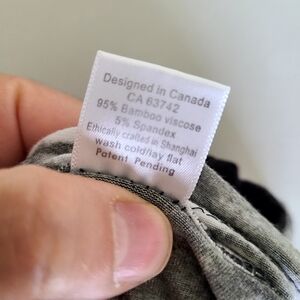 Designed in Canada
CA 63742
95% Bamboo viscose
5% Spandex
Ethically crafted in Shanghai
wash cold/lay flat
Patent Pending